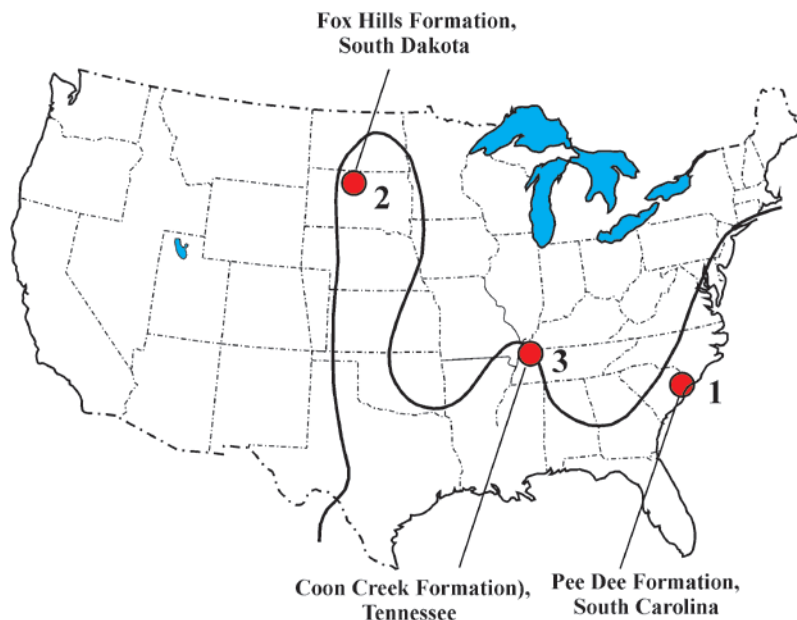 Fox Hills Formation,
South Dakota
2
3
1
Coon Creek Formation),
Tennessee
Pee Dee Formation,
South Carolina